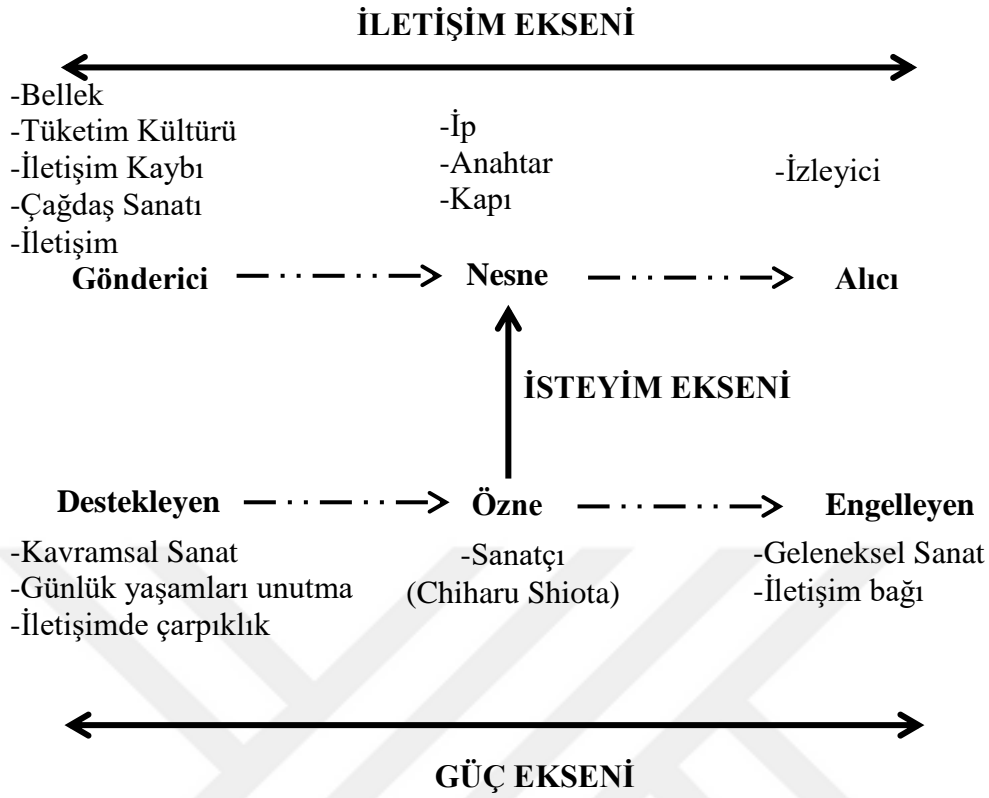 İLETİŞİM EKSENİ
-Bellek
-Tüketim Kültürü
-İletişim Kaybı
-Çağdaş Sanatı
-İletişim
-İp
-Anahtar
-Kapı
-İzleyici
Gönderici
Nesne
Alıcı
İSTEYİM EKSENİ
Destekleyen
Özne
Engelleyen
-Kavramsal Sanat
-Günlük yaşamları unutma
-İletişimde çarpıklık
-Sanatçı
(Chiharu Shiota)
-Geleneksel Sanat
-İletişim bağı
GÜÇ EKSENİ